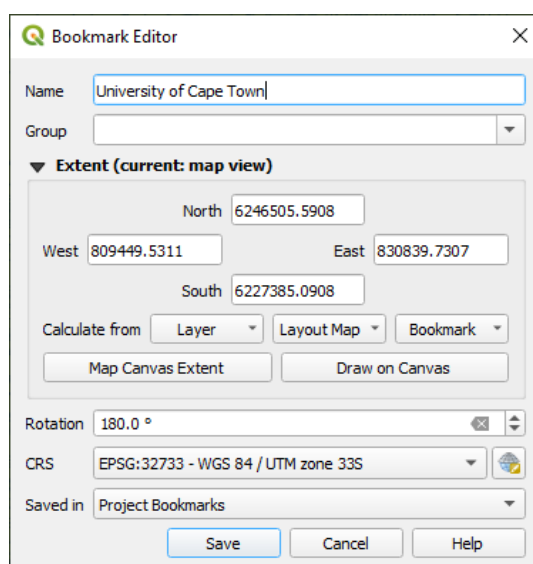 Bookmark Editor
Name University of Cape Town
Group
Extent (current: map view)
North 6246505.5908
West 809449.5311 East 830839.7307
South 6227385.0908
Calculate from Layer Layout Map Bookmark
Map Canvas Extent Draw on Canvas
Rotation 180.0 °
CRS EPSG:32733 - WGS 84 / UTM zone 33S
Saved in Project Bookmarks
Save Cancel Help